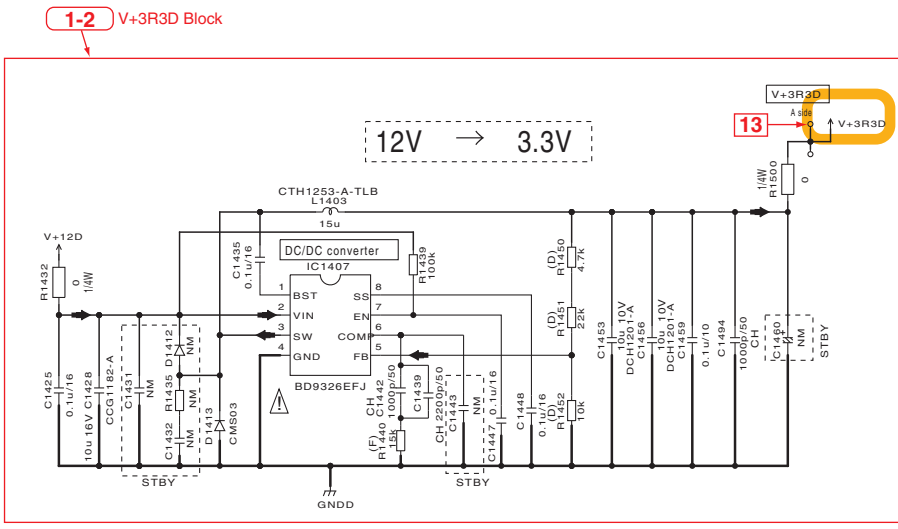 1-2 V+3R3D Block
V+3R3D
A side
13
V+3R3D
12V → 3.3V
1/4W
R1500
0
CTH1253-A-TLB
L1403
15u
V+12D
R1432
0
1/4W
C1435
0.1u/16
DC/DC converter
IC1407
R1439
100k
(D)
R1450
4.7k
1 BST SS 8
2 VIN EN 7
3 SW COMP 6
4 GND FB 5
BD9326EFJ
(D)
R1451
22k
D1412
NM
R1435
NM
C1432
NM
D1413
CMS03
C1425
0.1u/16
C1428
10u 16V
CCG1182-A
C1431
NM
STBY
CH
C1442
1000p/50
C1439
CH 2200p/50
(F)
R1440
15k
C1443
NM
STBY
C1447
0.1u/16
C1448
0.1u/16
R1452
(D)
10k
C1453
10u 10V
DCH1201-A
C1456
10u 10V
DCH1201-A
C1459
0.1u/10
C1494
1000p/50
CH
C1460
+
NM
STBY
GNDD